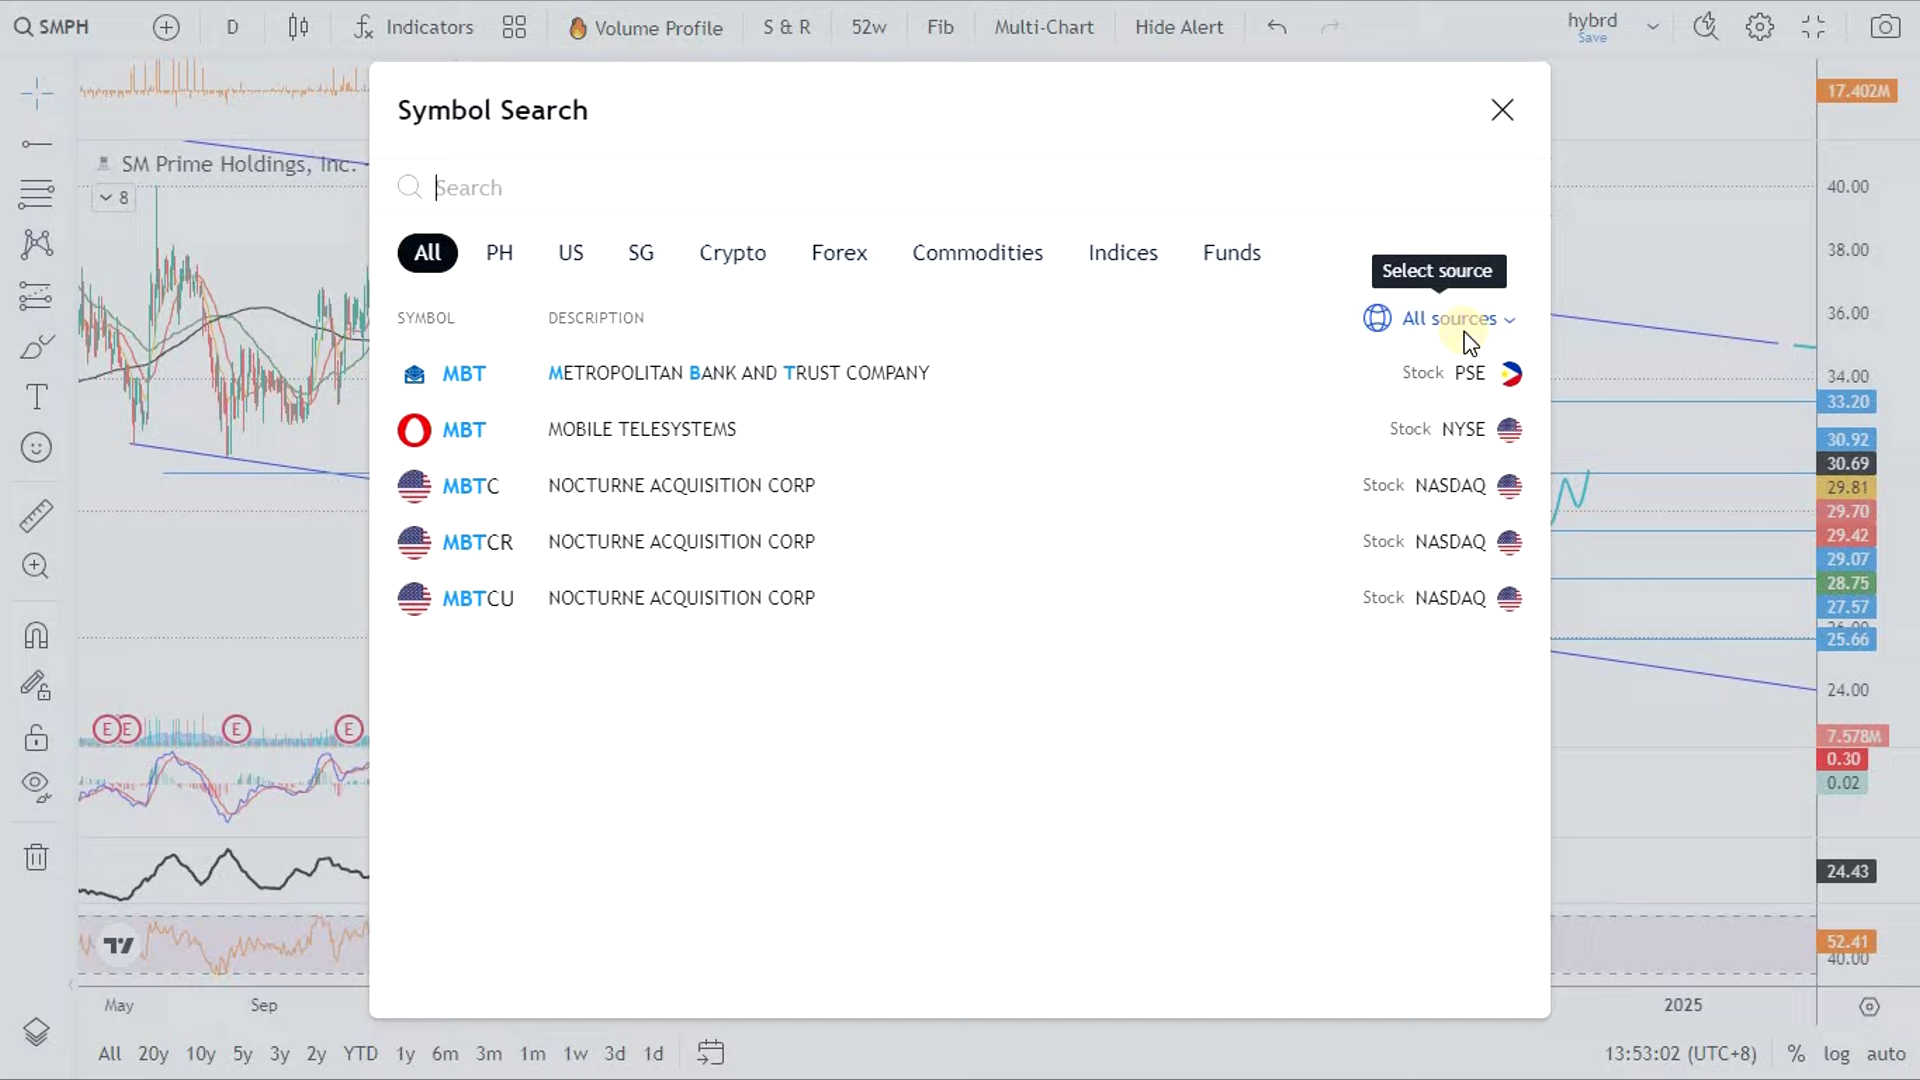 SMPH D Indicators Volume Profile S & R 52w Fib Multi-Chart Hide Alert hybrd
Save
Symbol Search
17.402M
SM Prime Holdings, Inc.
8
Search
40.00
All PH US SG Crypto Forex Commodities Indices Funds
38.00
Select source
SYMBOL DESCRIPTION All sources
36.00
MBT METROPOLITAN BANK AND TRUST COMPANY Stock PSE
34.00
33.20
MBT MOBILE TELESYSTEMS Stock NYSE
30.92
30.69
MBTC NOCTURNE ACQUISITION CORP Stock NASDAQ
29.81
29.70
29.42
MBTCR NOCTURNE ACQUISITION CORP Stock NASDAQ
29.07
28.75
MBTCU NOCTURNE ACQUISITION CORP Stock NASDAQ
27.57
25.66
24.00
E E E E
7.578M
0.30
0.02
24.43
52.41
40.00
May Sep 2025
All 20y 10y 5y 3y 2y YTD 1y 6m 3m 1m 1w 3d 1d 13:53:02 (UTC+8) % log auto